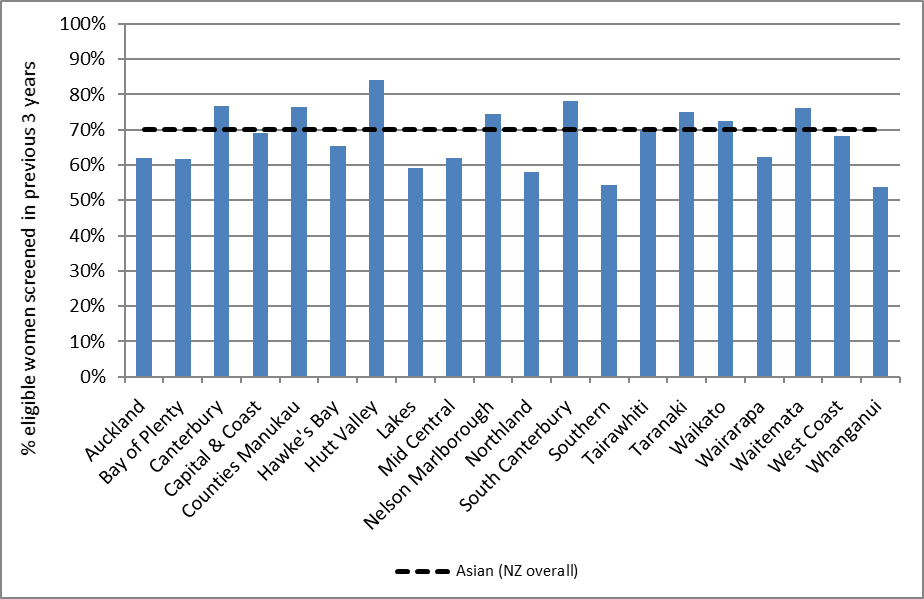 % eligible women screened in previous 3 years
100%
90%
80%
70%
60%
50%
40%
30%
20%
10%
0%
Auckland
Bay of Plenty
Canterbury
Capital & Coast
Counties Manukau
Hawke's Bay
Hutt Valley
Lakes
Mid Central
Nelson Marlborough
Northland
South Canterbury
Southern
Tairawhiti
Taranaki
Waikato
Wairarapa
Waitemata
West Coast
Whanganui
Asian (NZ overall)